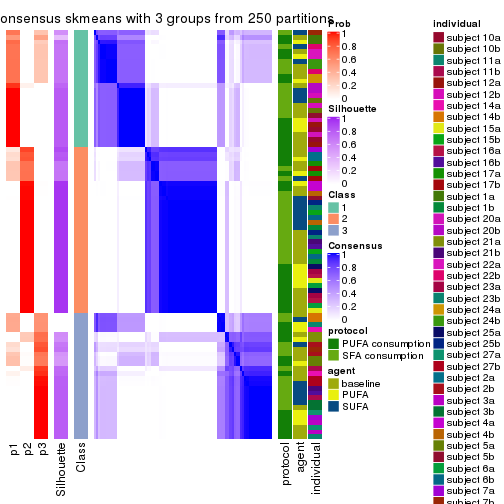 onsensus skmeans with 3 groups from 250 partitions
Prob
1
0.8
0.6
0.4
0.2
0
Silhouette
1
0.8
0.6
0.4
0.2
0
Class
1
2
3
Consensus
1
0.8
0.6
0.4
0.2
0
protocol
PUFA consumption
SFA consumption
agent
baseline
PUFA
SUFA
individual
subject 10a
subject 10b
subject 11a
subject 11b
subject 12a
subject 12b
subject 14a
subject 14b
subject 15a
subject 15b
subject 16a
subject 16b
subject 17a
subject 17b
subject 1a
subject 1b
subject 20a
subject 20b
subject 21a
subject 21b
subject 22a
subject 22b
subject 23a
subject 23b
subject 24a
subject 24b
subject 25a
subject 25b
subject 27a
subject 27b
subject 2a
subject 2b
subject 3a
subject 3b
subject 4a
subject 4b
subject 5a
subject 5b
subject 6a
subject 6b
subject 7a
subject 7b
p1
p2
p3
Silhouette
Class
protocol
agent
individual